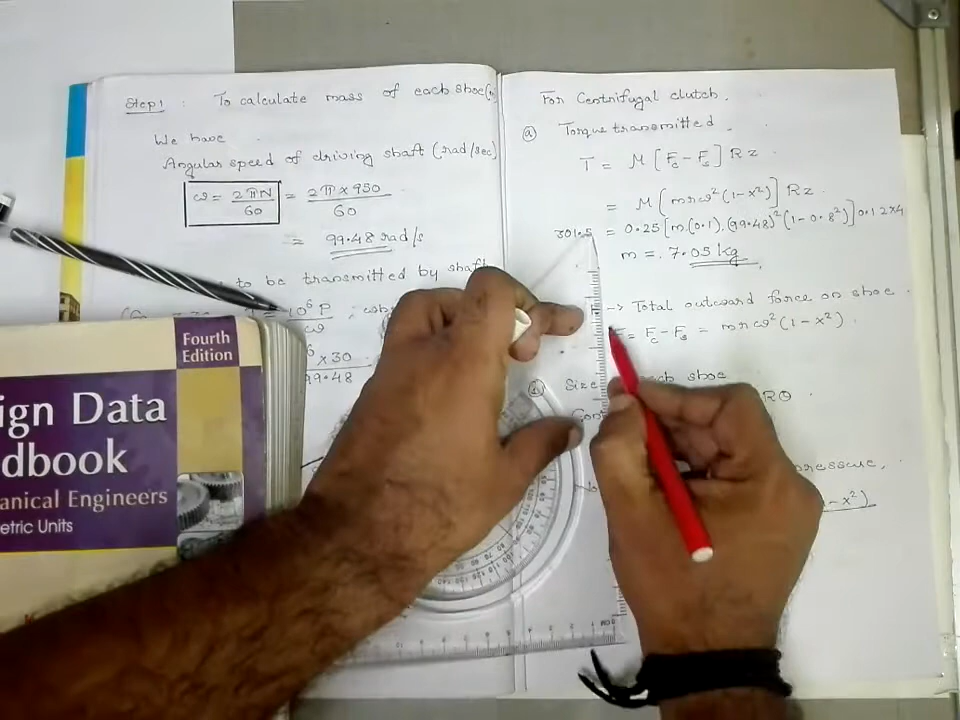 Step 1 : To calculate mass of each shoe(m)
We have
Angular speed of driving shaft (rad/sec)
ω = 2πN/60 = 2π × 950/60
= 99.48 rad/s
to be transmitted by shaft
10⁶ P/ω
× 30
99.48
For Centrifugal clutch.
(a) Torque transmitted.
T = M [Fc - Fs] Rz
= M [mrω²(1-x²)] Rz.
301.5 = 0.25 [m.(0.1).(99.48)²(1-0.8²)] 0.12×4
m = 7.05 kg
→ Total outward force on shoe.
= Fc - Fs = mrω²(1-x²).
Size each shoe
Rθ.
pressure,
-x²)
Fourth
Edition
ign Data
dbook
anical Engineers
etric Units